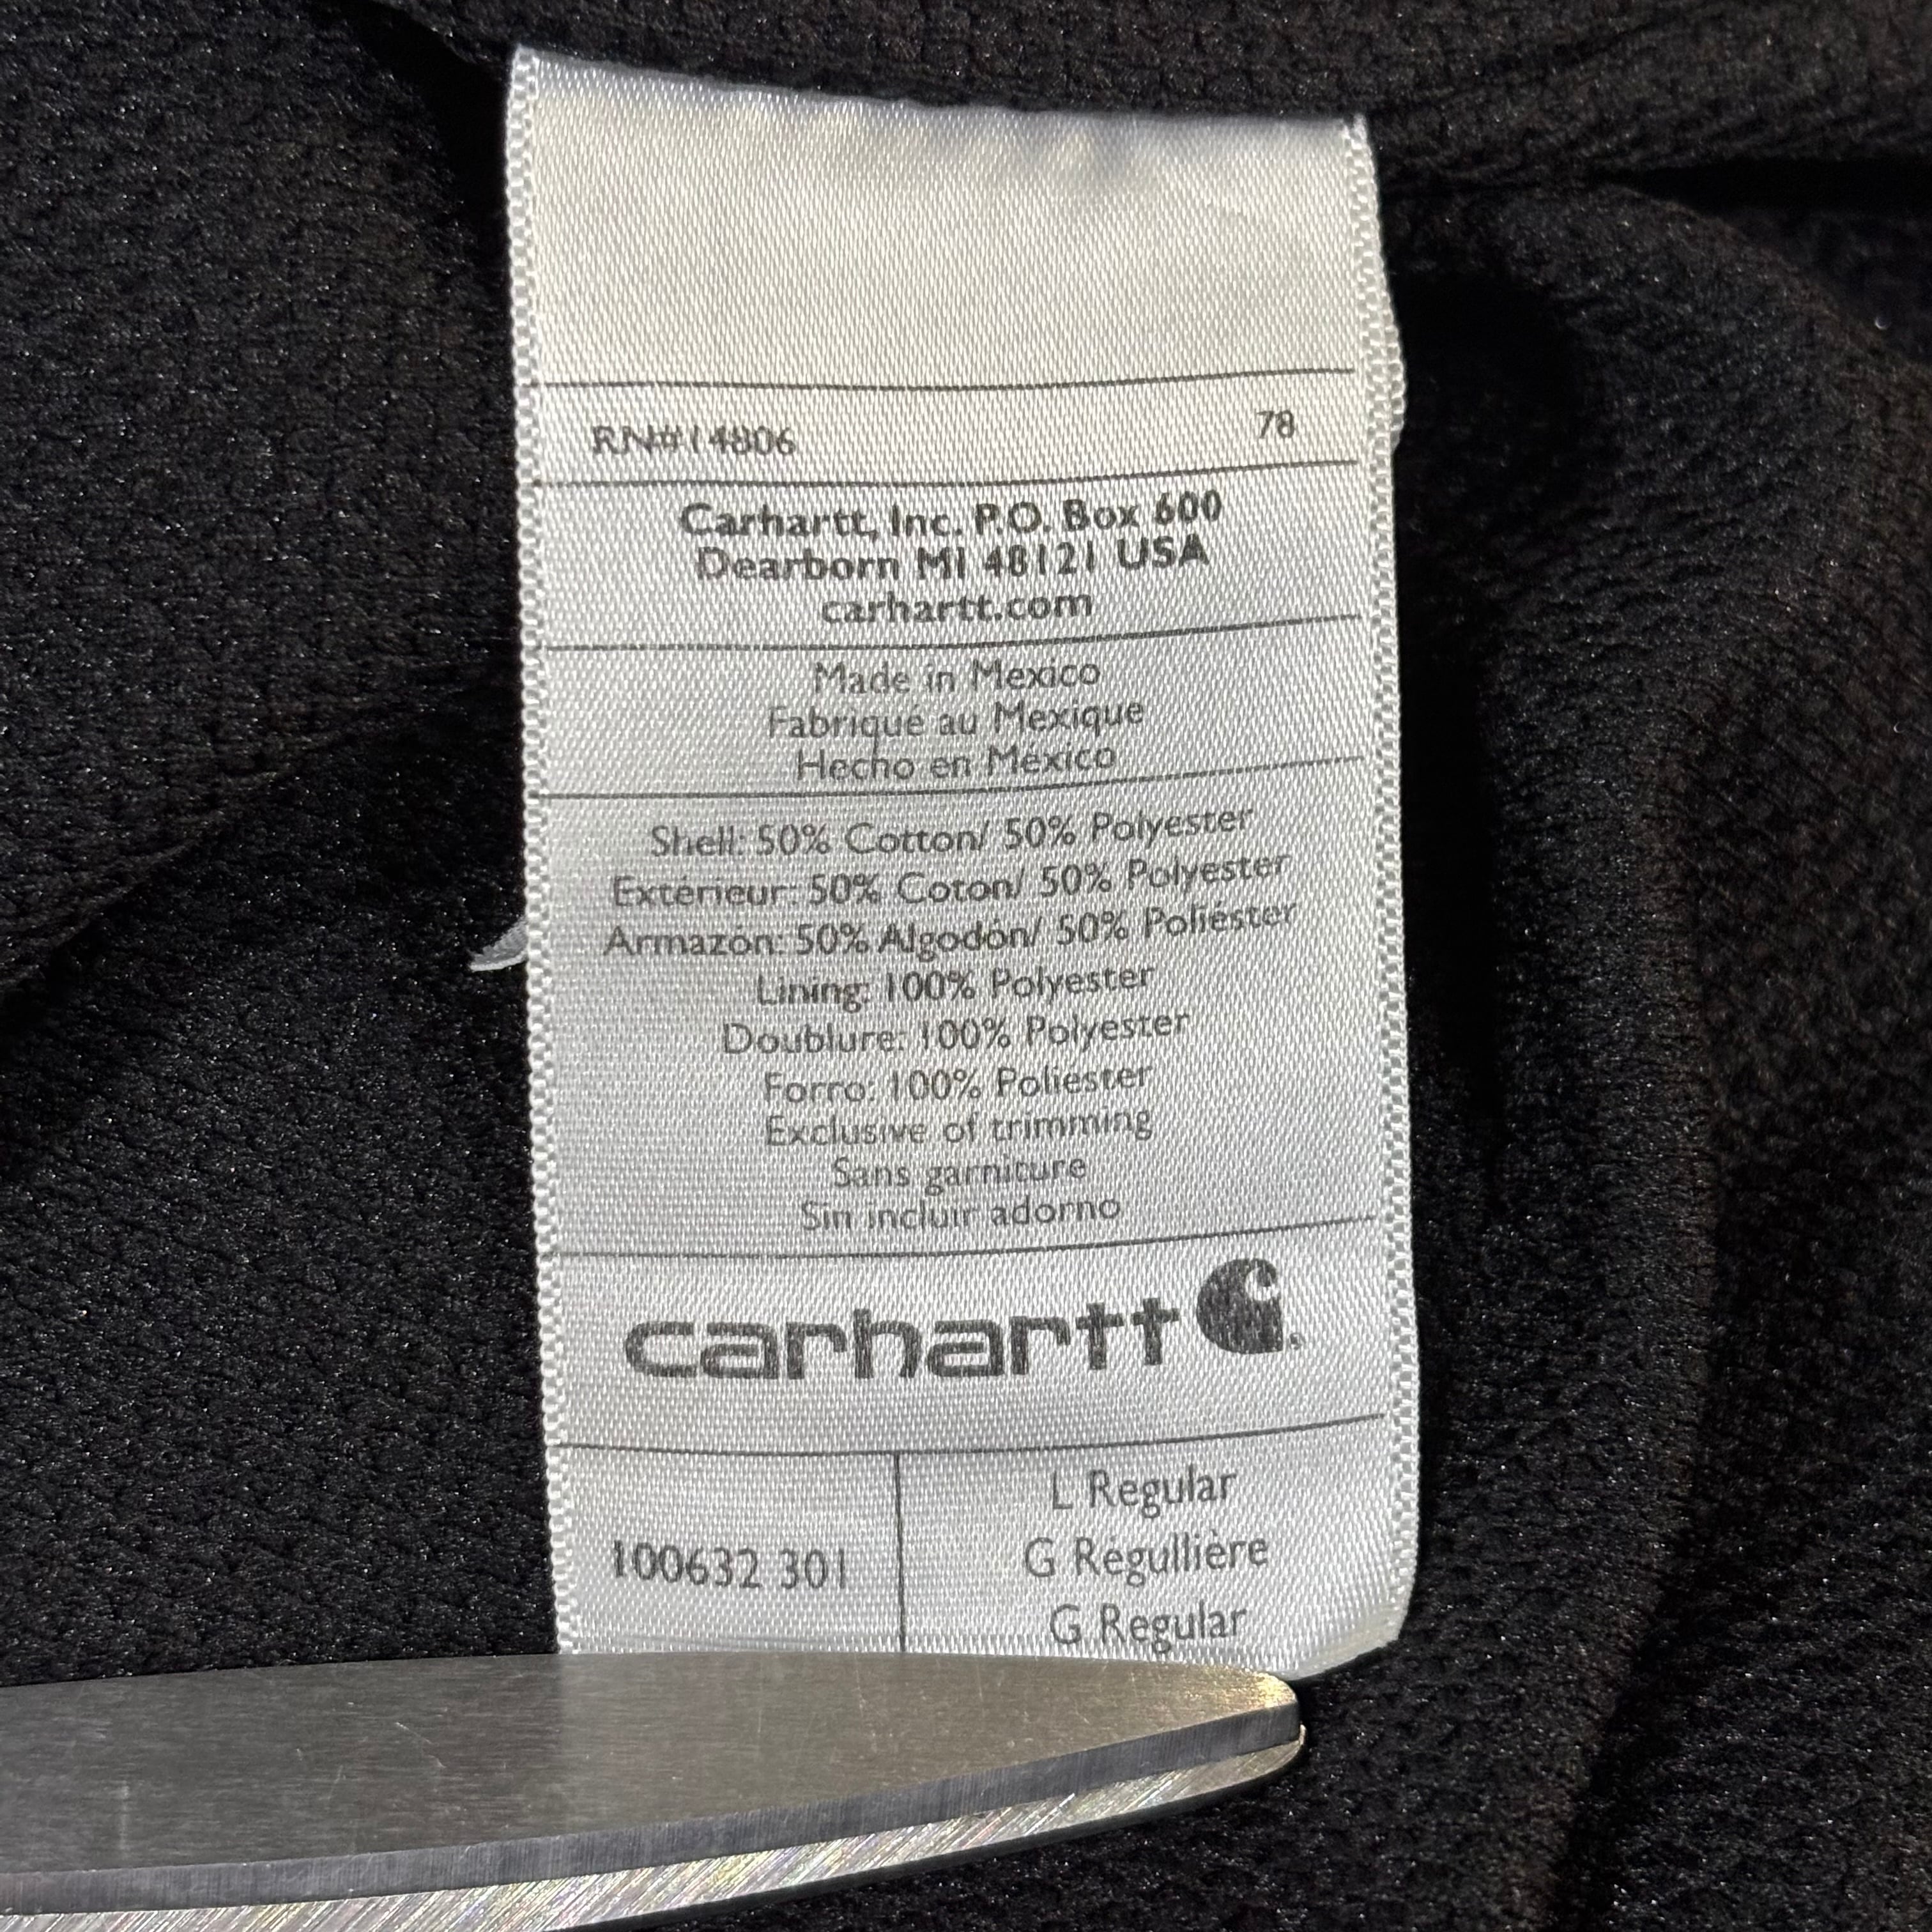 RN#14806 78
Carhartt, Inc. P.O. Box 600
Dearborn MI 48121 USA
carhartt.com
Made in Mexico
Fabriqué au Mexique
Hecho en México
Shell: 50% Cotton/ 50% Polyester
Extérieur: 50% Coton/ 50% Polyester
Armazón: 50% Algodón/ 50% Poliéster
Lining: 100% Polyester
Doublure: 100% Polyester
Forro: 100% Poliester
Exclusive of trimming
Sans garniture
Sin incluir adorno
carhartt
L Regular
100632 301
G Régullière
G Regular